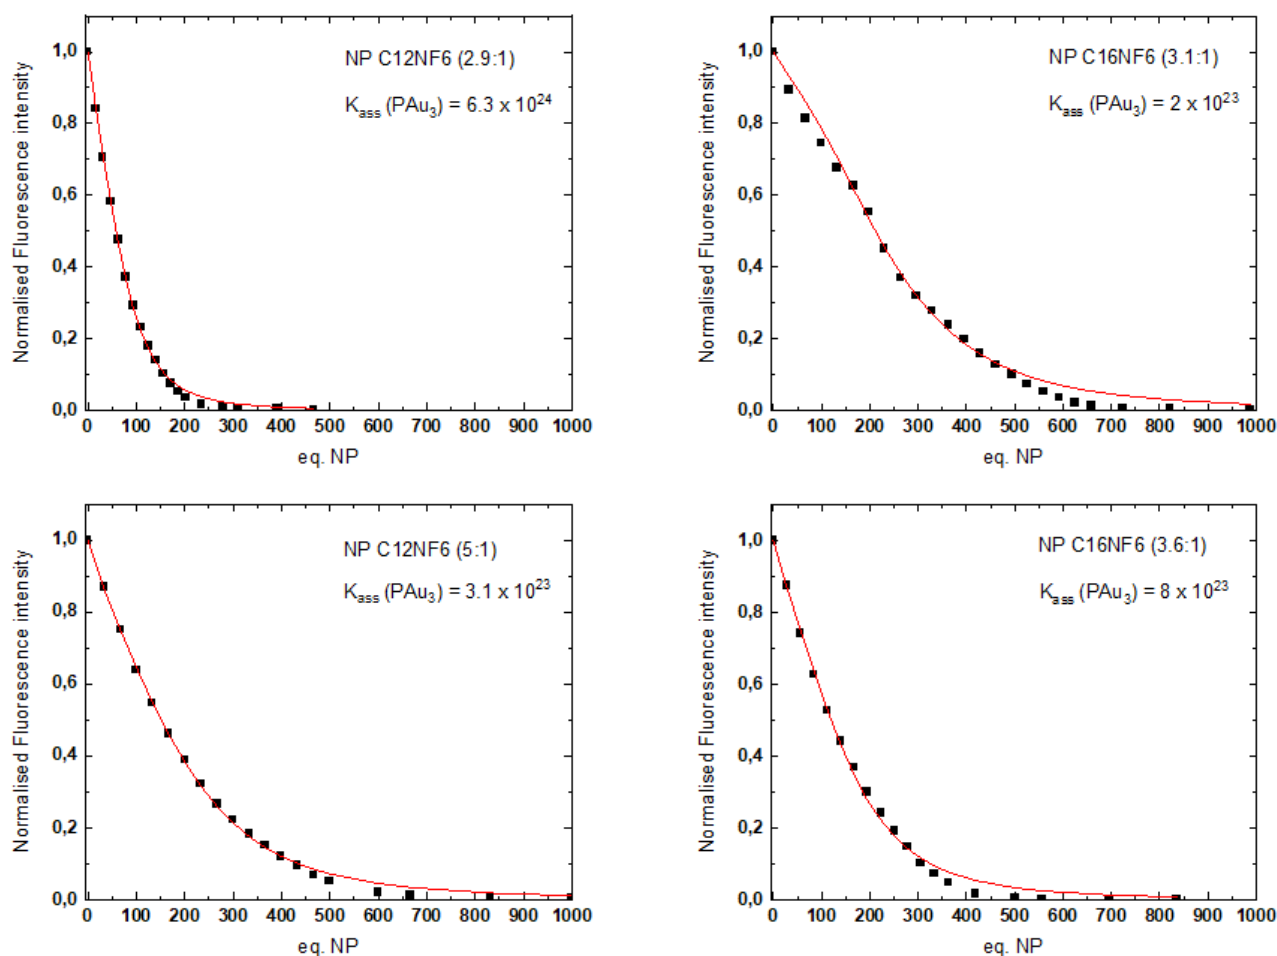 NP C12NF6 (2.9:1)
Kass (PAu3) = 6.3 x 10^24
Normalised Fluorescence intensity
1,0
0,8
0,6
0,4
0,2
0,0
0 100 200 300 400 500 600 700 800 900 1000
eq. NP
NP C16NF6 (3.1:1)
Kass (PAu3) = 2 x 10^23
Normalised Fluorescence intensity
1,0
0,8
0,6
0,4
0,2
0,0
0 100 200 300 400 500 600 700 800 900 1000
eq. NP
NP C12NF6 (5:1)
Kass (PAu3) = 3.1 x 10^23
Normalised Fluorescence intensity
1,0
0,8
0,6
0,4
0,2
0,0
0 100 200 300 400 500 600 700 800 900 1000
eq. NP
NP C16NF6 (3.6:1)
Kass (PAu3) = 8 x 10^23
Normalised Fluorescence intensity
1,0
0,8
0,6
0,4
0,2
0,0
0 100 200 300 400 500 600 700 800 900 1000
eq. NP